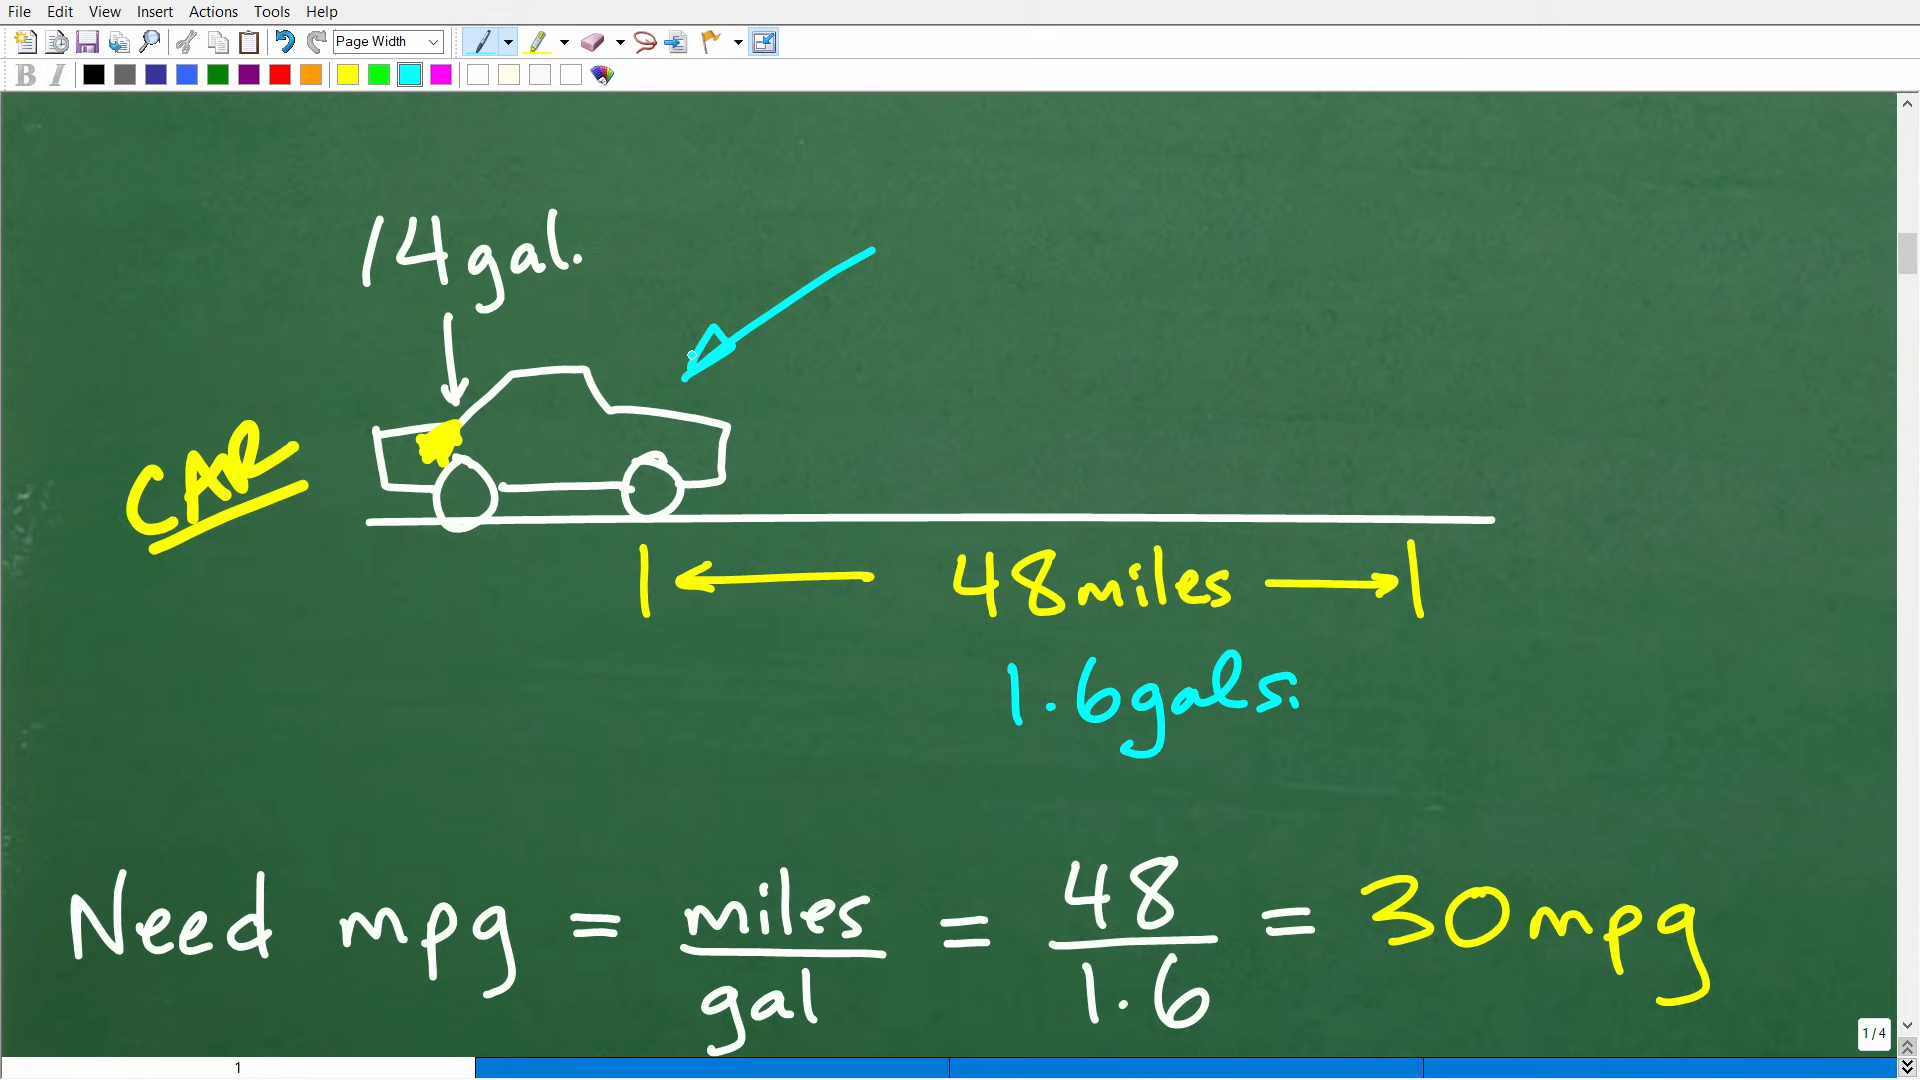 File Edit View Insert Actions Tools Help
Page Width
B I
14 gal.
CAR
48 miles
1.6 gals.
Need mpg = miles / gal = 48 / 1.6 = 30 mpg
1 / 4
1